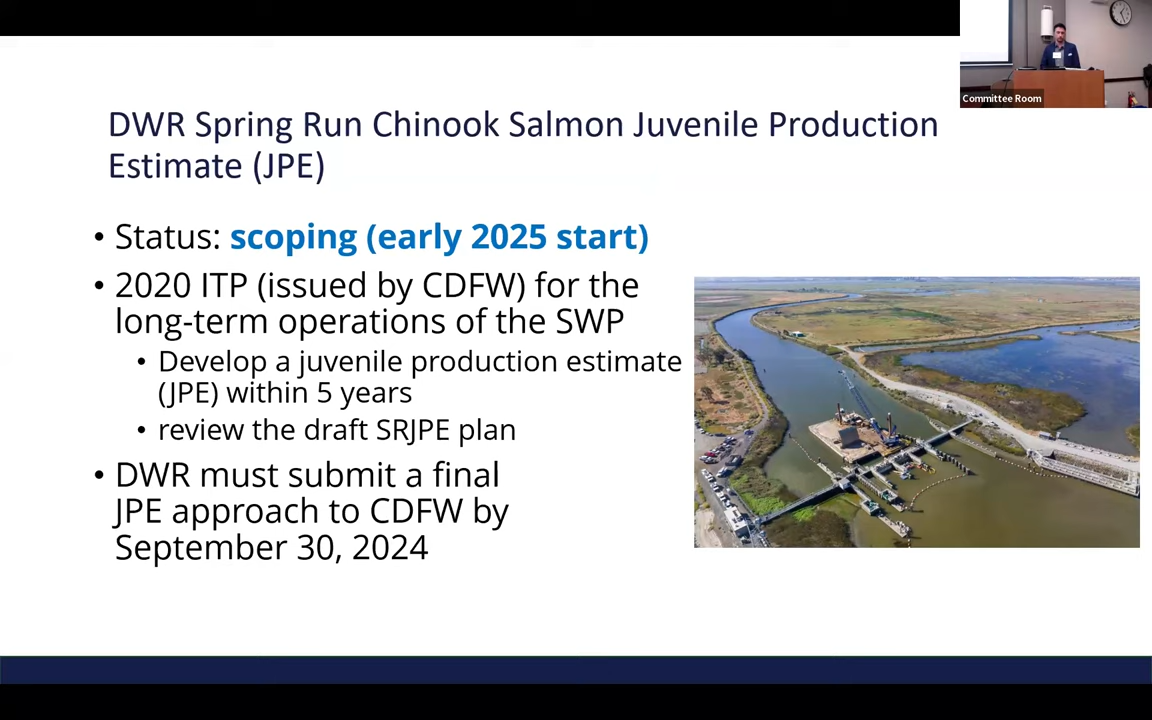 Committee Room
DWR Spring Run Chinook Salmon Juvenile Production
Estimate (JPE)
• Status: scoping (early 2025 start)
• 2020 ITP (issued by CDFW) for the
long-term operations of the SWP
• Develop a juvenile production estimate
(JPE) within 5 years
• review the draft SRJPE plan
• DWR must submit a final
JPE approach to CDFW by
September 30, 2024